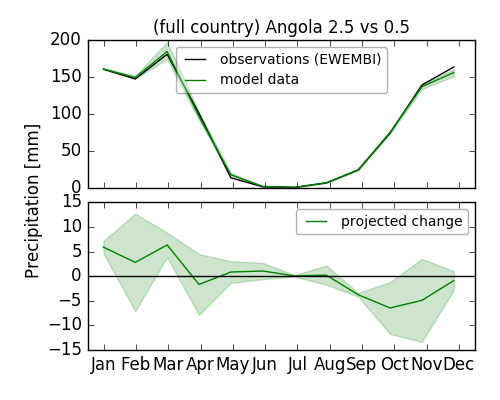 (full country) Angola 2.5 vs 0.5
200
150
100
50
0
observations (EWEMBI)
model data
Precipitation [mm]
15
10
5
0
−5
−10
−15
projected change
Jan Feb Mar Apr May Jun Jul Aug Sep Oct Nov Dec